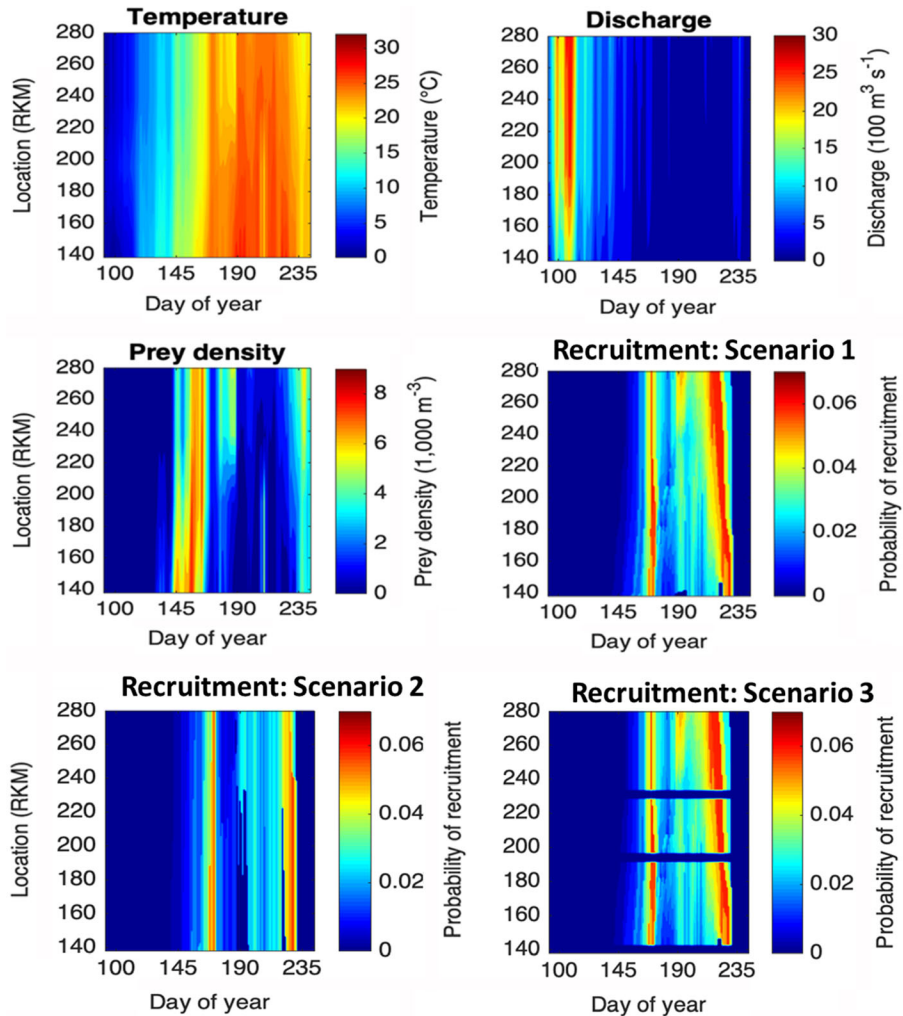 Temperature
280
260
240
220
200
180
160
140
100 145 190 235
Location (RKM)
Day of year
30
25
20
15
10
5
0
Temperature (°C)
Discharge
280
260
240
220
200
180
160
140
100 145 190 235
Day of year
30
25
20
15
10
5
0
Discharge (100 m³ s⁻¹)
Prey density
280
260
240
220
200
180
160
140
100 145 190 235
Location (RKM)
Day of year
8
6
4
2
0
Prey density (1,000 m⁻³)
Recruitment: Scenario 1
280
260
240
220
200
180
160
140
100 145 190 235
Day of year
0.06
0.04
0.02
0
Probability of recruitment
Recruitment: Scenario 2
280
260
240
220
200
180
160
140
100 145 190 235
Location (RKM)
Day of year
0.06
0.04
0.02
0
Probability of recruitment
Recruitment: Scenario 3
280
260
240
220
200
180
160
140
100 145 190 235
Day of year
0.06
0.04
0.02
0
Probability of recruitment